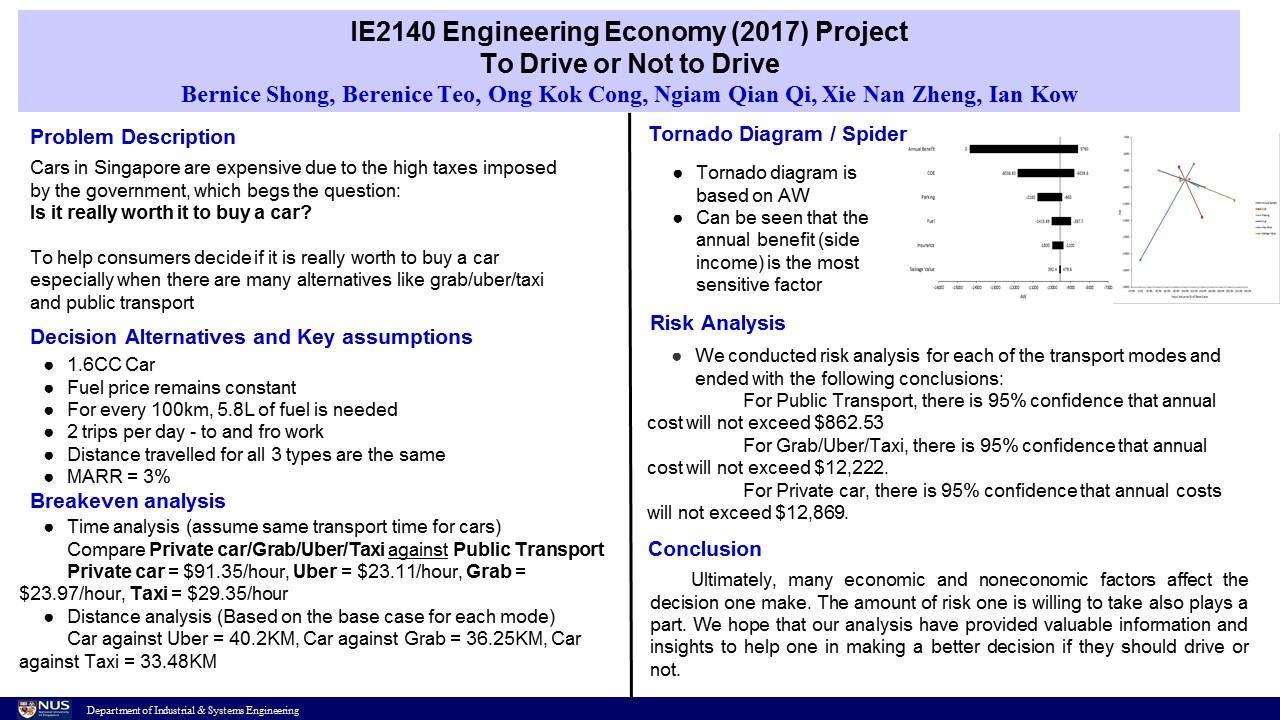 IE2140 Engineering Economy (2017) Project
To Drive or Not to Drive
Bernice Shong, Berenice Teo, Ong Kok Cong, Ngiam Qian Qi, Xie Nan Zheng, Ian Kow
Problem Description
Cars in Singapore are expensive due to the high taxes imposed
by the government, which begs the question:
Is it really worth it to buy a car?
To help consumers decide if it is really worth to buy a car
especially when there are many alternatives like grab/uber/taxi
and public transport
Decision Alternatives and Key assumptions
● 1.6CC Car
● Fuel price remains constant
● For every 100km, 5.8L of fuel is needed
● 2 trips per day - to and fro work
● Distance travelled for all 3 types are the same
● MARR = 3%
Breakeven analysis
● Time analysis (assume same transport time for cars)
Compare Private car/Grab/Uber/Taxi against Public Transport
Private car = $91.35/hour, Uber = $23.11/hour, Grab =
$23.97/hour, Taxi = $29.35/hour
● Distance analysis (Based on the base case for each mode)
Car against Uber = 40.2KM, Car against Grab = 36.25KM, Car
against Taxi = 33.48KM
Tornado Diagram / Spider
● Tornado diagram is
based on AW
● Can be seen that the
annual benefit (side
income) is the most
sensitive factor
Annual Benefit 0 5760
COE
Parking
Fuel
Insurance -1800 -1200
Salvage Value 392.4 479.6
AW
Risk Analysis
● We conducted risk analysis for each of the transport modes and
ended with the following conclusions:
For Public Transport, there is 95% confidence that annual
cost will not exceed $862.53
For Grab/Uber/Taxi, there is 95% confidence that annual
cost will not exceed $12,222.
For Private car, there is 95% confidence that annual costs
will not exceed $12,869.
Conclusion
Ultimately, many economic and noneconomic factors affect the
decision one make. The amount of risk one is willing to take also plays a
part. We hope that our analysis have provided valuable information and
insights to help one in making a better decision if they should drive or
not.
NUS
National University
of Singapore
Department of Industrial & Systems Engineering